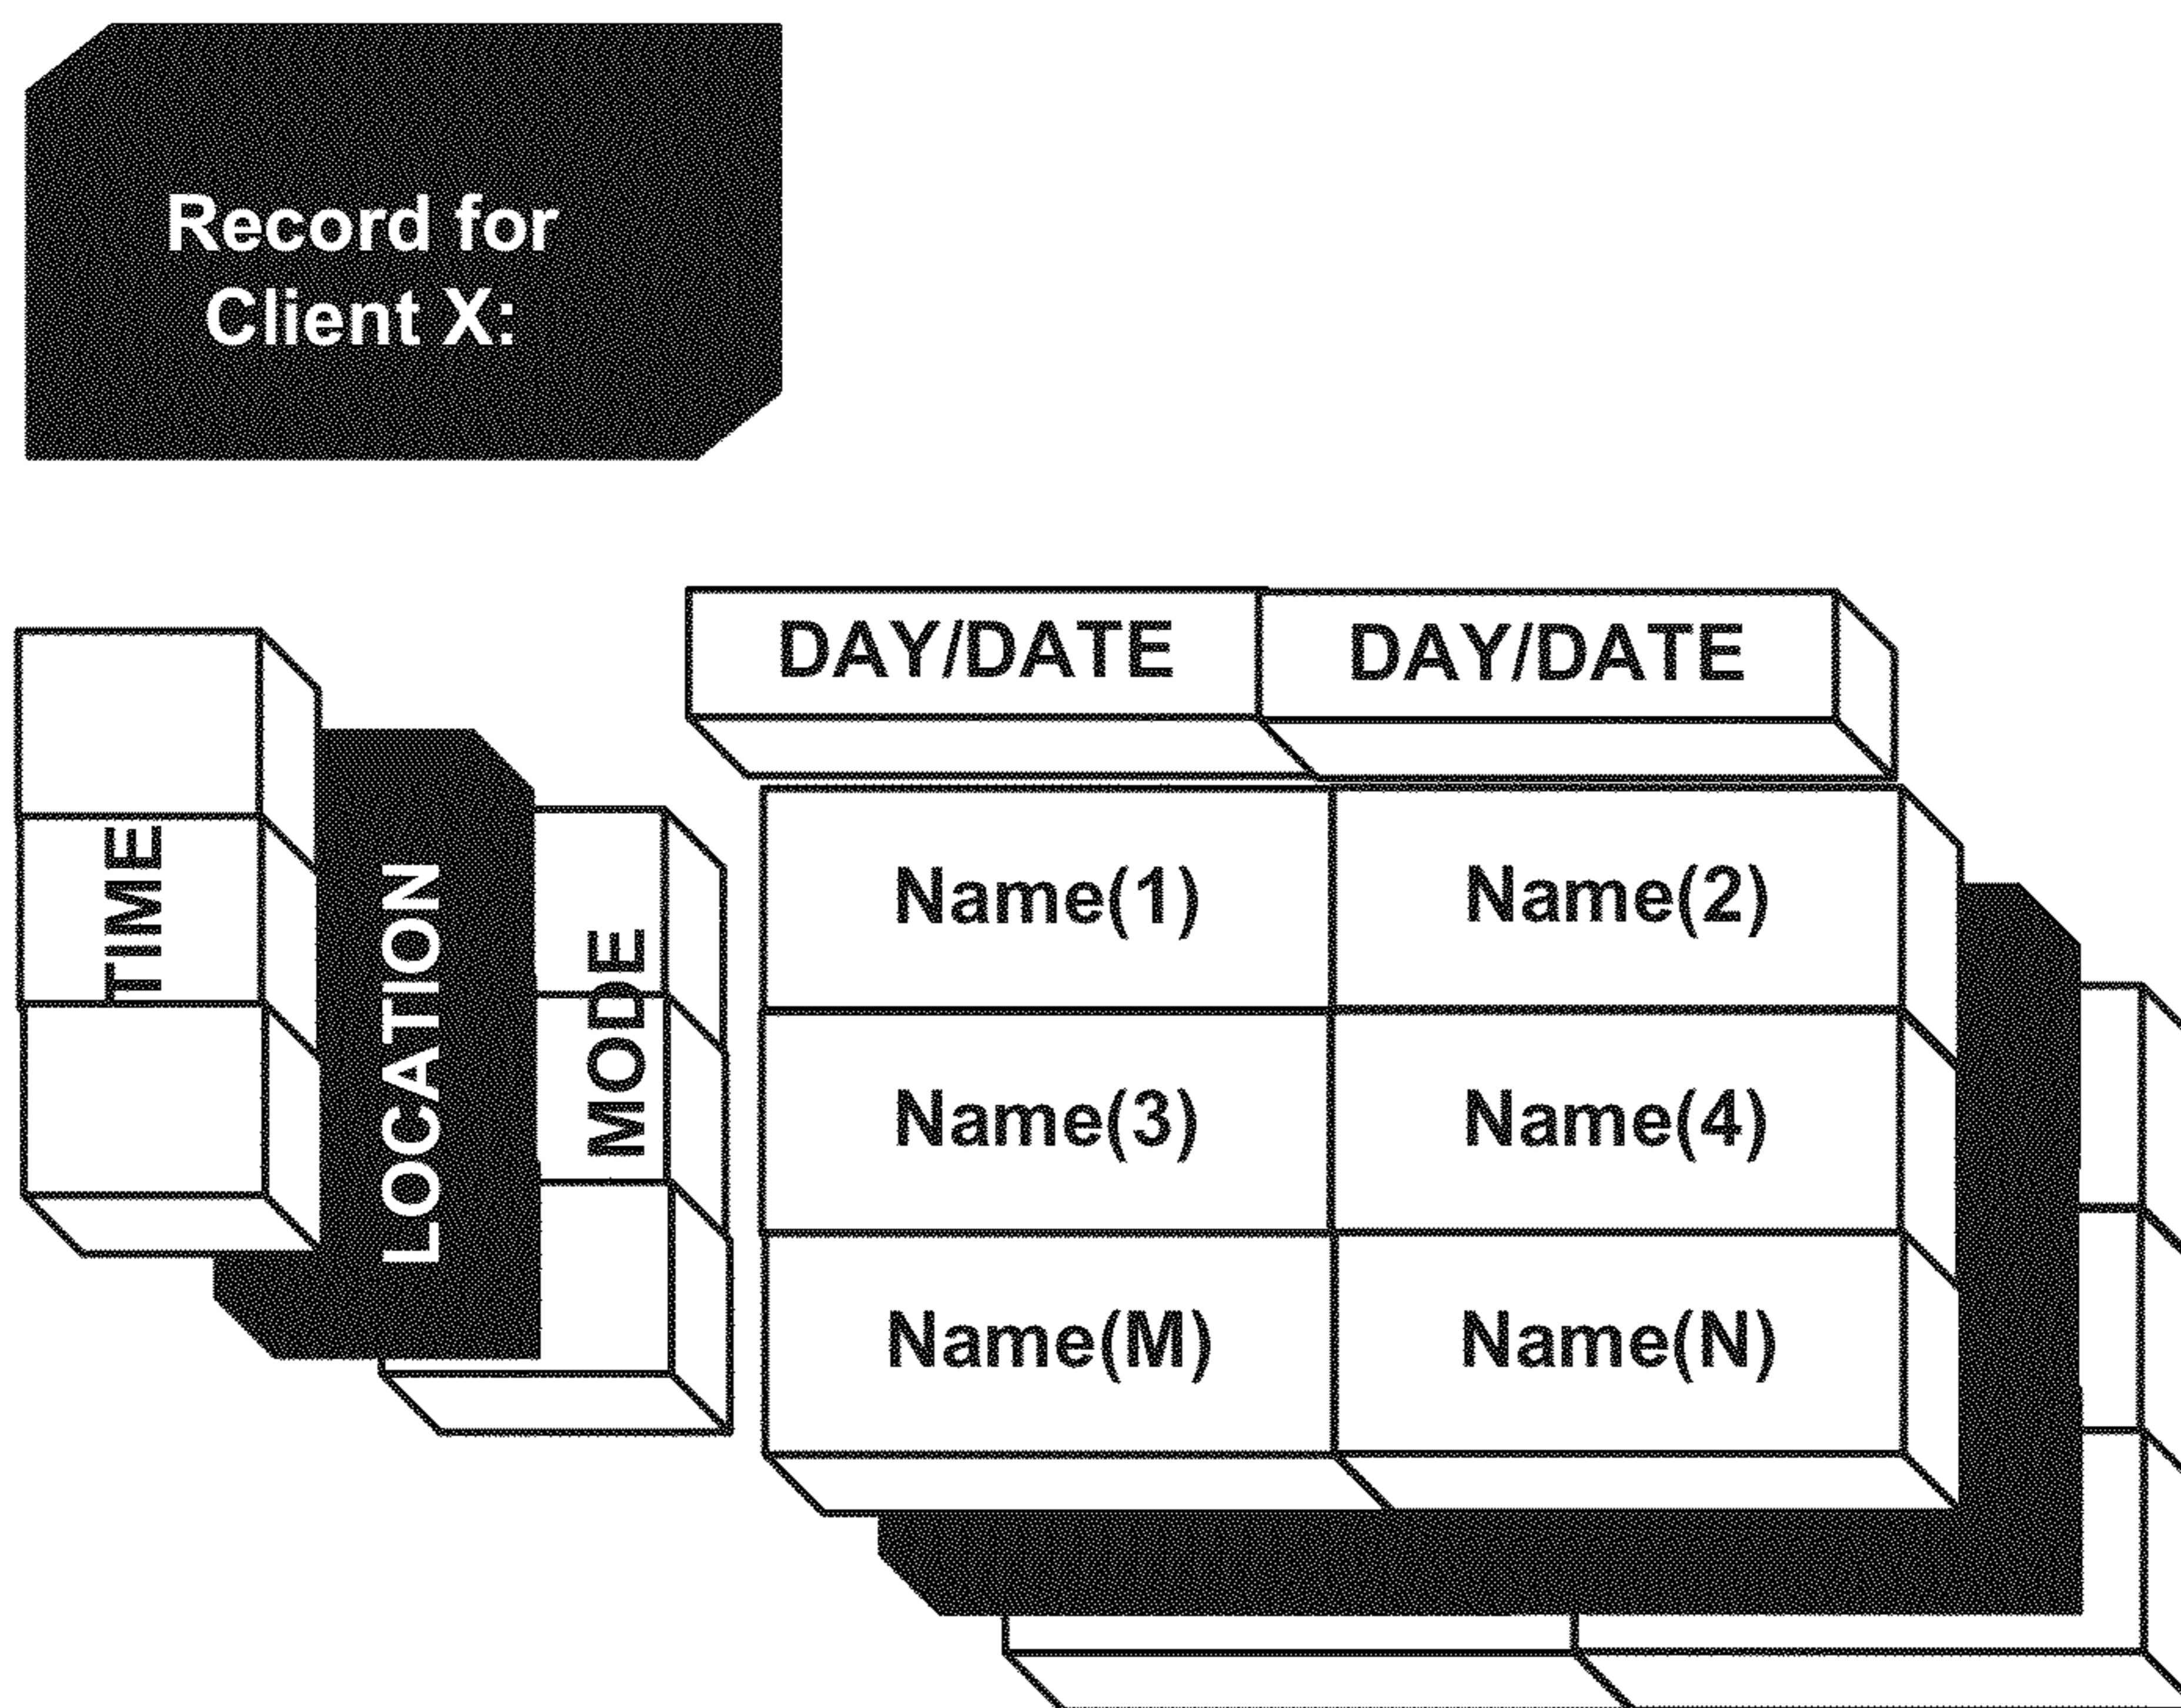 Record for
Client X:
DAY/DATE DAY/DATE
TIME
LOCATION
MODE
Name(1) Name(2)
Name(3) Name(4)
Name(M) Name(N)